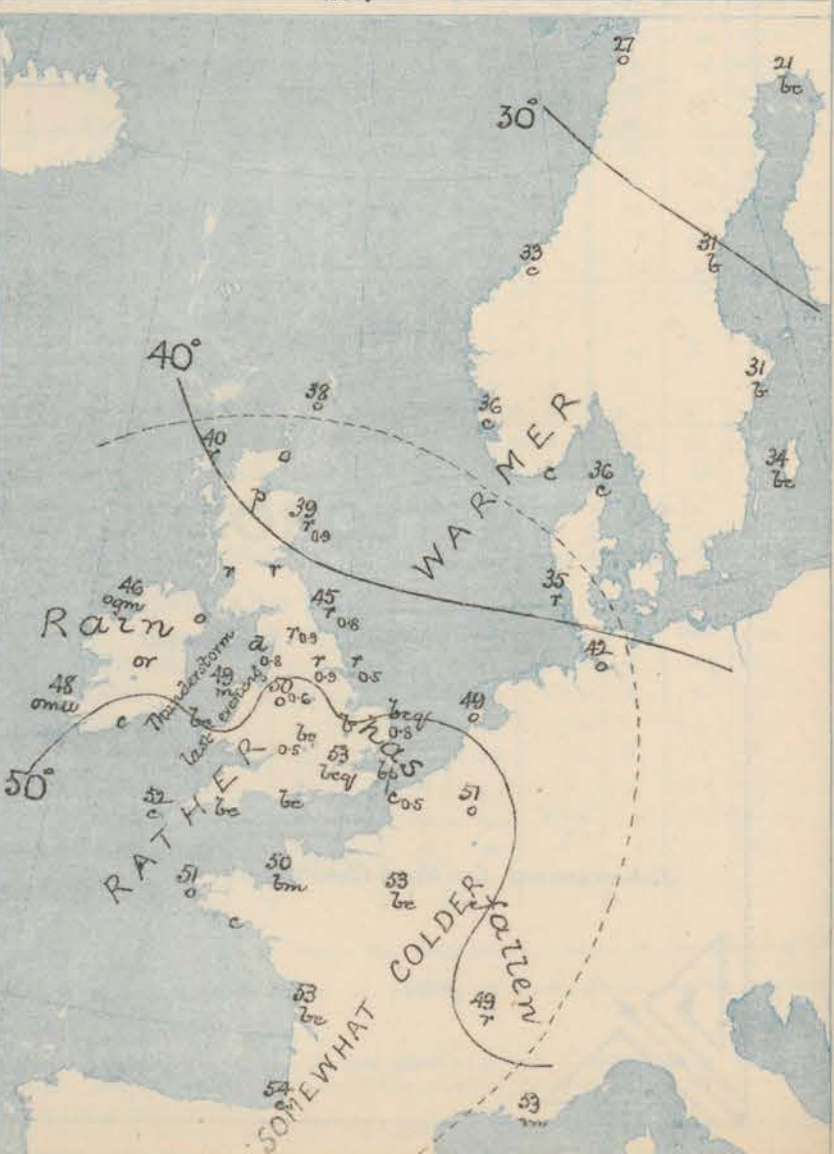 27
o
21
bc
30°
31
b
33
c
40°
31
b
38
o
36
c
40
r
o
34
bc
c
36
c
p
39
r
0.9
WARMER
r
r
35
r
46
ogm
45
r
0.8
o
Rain
r
0.9
d
0.8
or
42
o
49
m
r
0.9
r
0.5
48
Thunderstorm
last evening
50
o
0.6
c
bc
b
bcq
0.8
49
o
has
bc
0.5
53
bcq
50°
RATHER
52
c
bc
bc
c
0.5
51
o
51
o
50
bm
53
bc
c
c
fallen
SOMEWHAT COLDER
53
bc
49
r
54
53